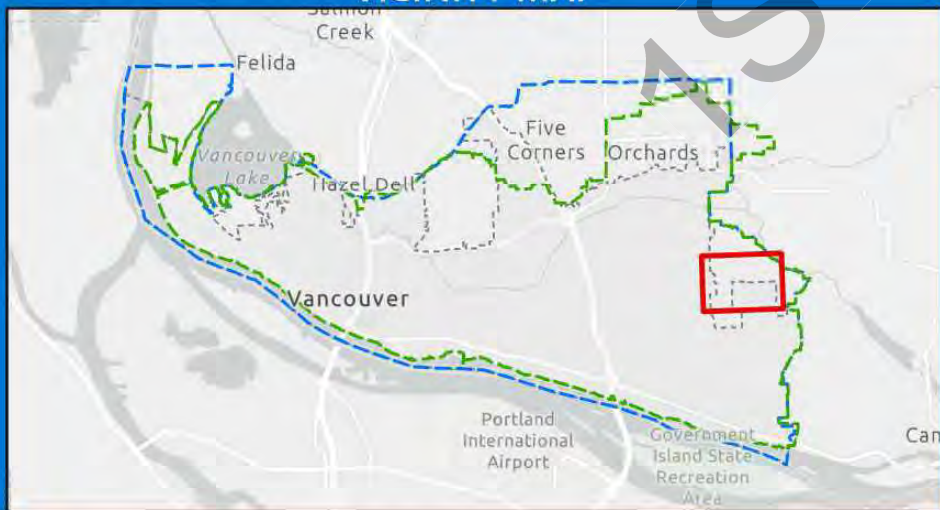 Salmon
Creek
Felida
Five
Corners
Orchards
Vancouver
Lake
Hazel Dell
Vancouver
Portland
International
Airport
Government
Island State
Recreation
Area